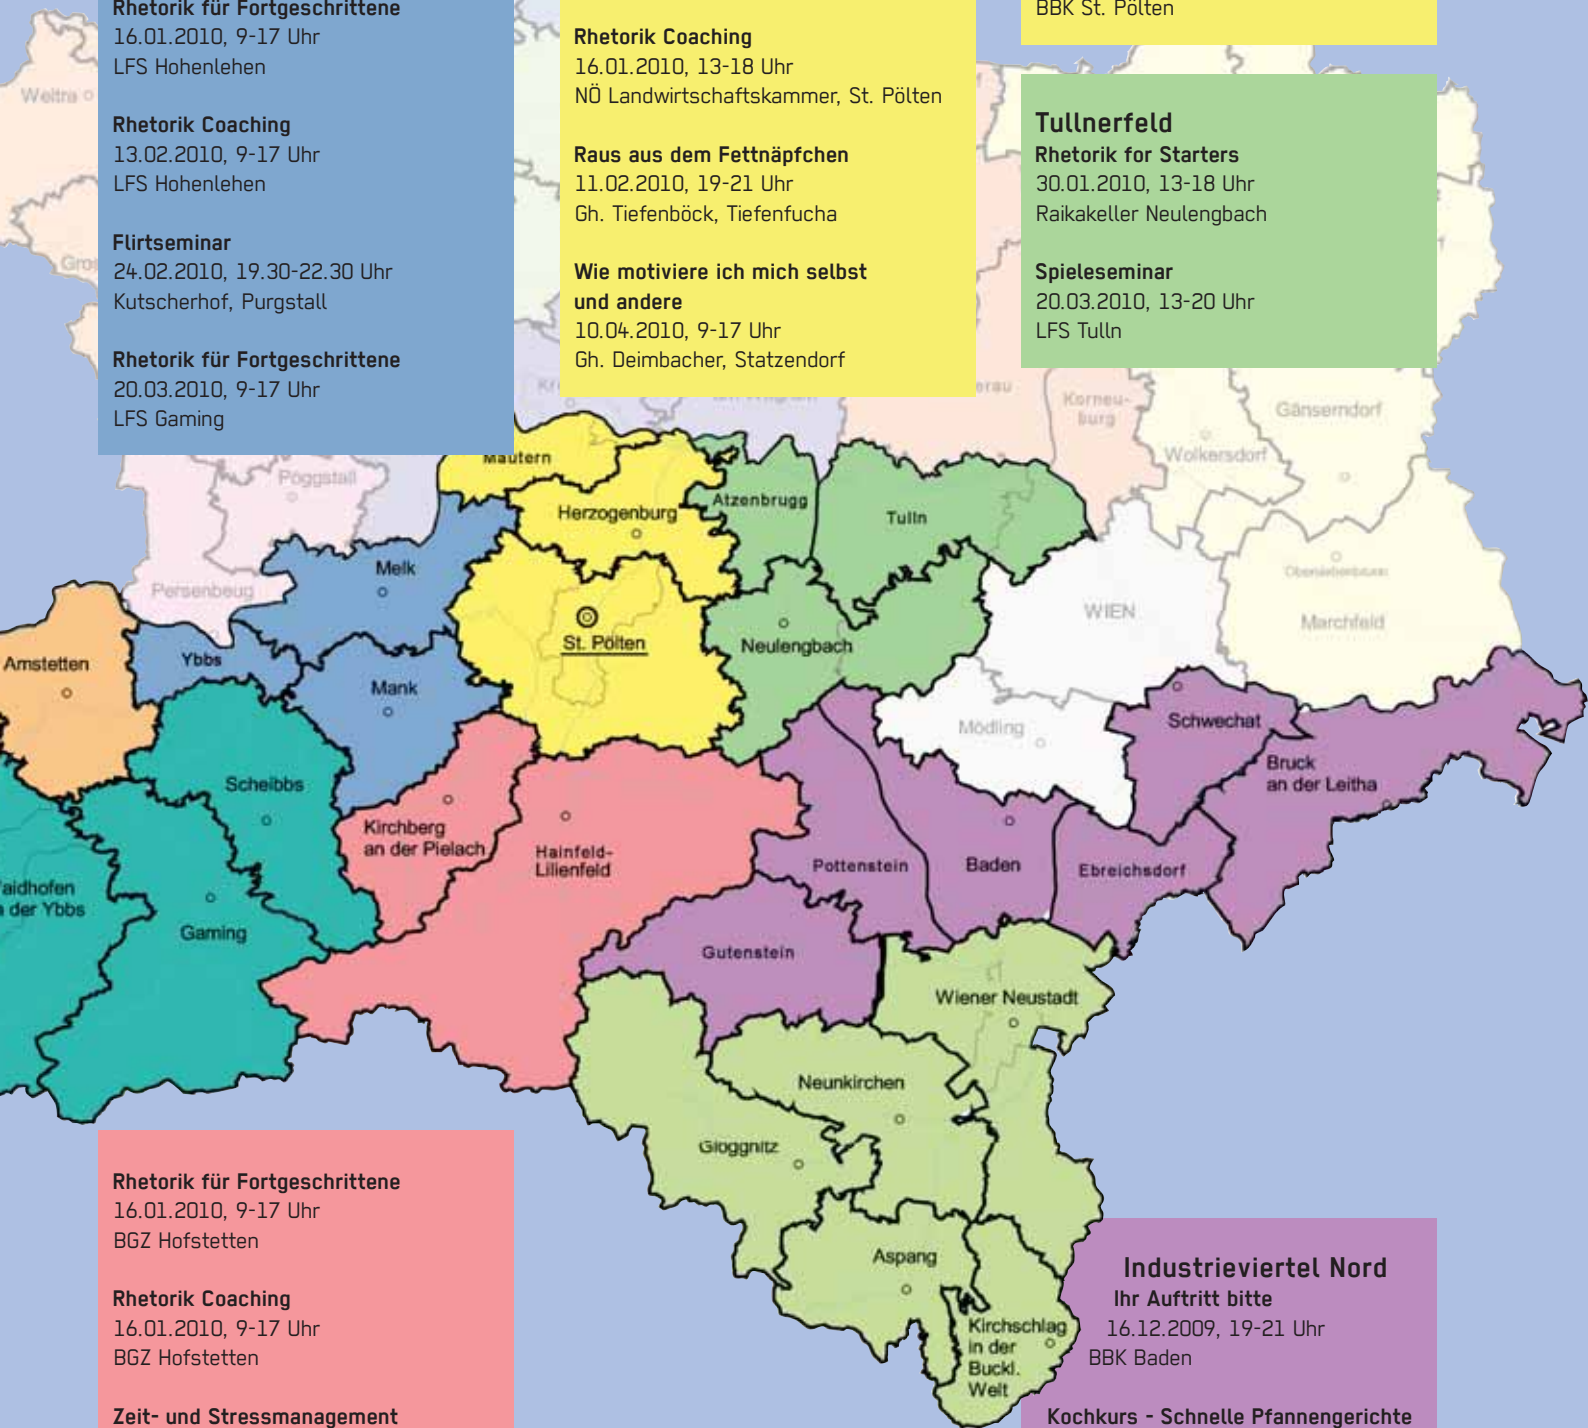 Rhetorik für Fortgeschrittene
16.01.2010, 9-17 Uhr
LFS Hohenlehen
Rhetorik Coaching
13.02.2010, 9-17 Uhr
LFS Hohenlehen
Flirtseminar
24.02.2010, 19.30-22.30 Uhr
Kutscherhof, Purgstall
Rhetorik für Fortgeschrittene
20.03.2010, 9-17 Uhr
LFS Gaming
Rhetorik Coaching
16.01.2010, 13-18 Uhr
NÖ Landwirtschaftskammer, St. Pölten
Raus aus dem Fettnäpfchen
11.02.2010, 19-21 Uhr
Gh. Tiefenböck, Tiefenfucha
Wie motiviere ich mich selbst
und andere
10.04.2010, 9-17 Uhr
Gh. Deimbacher, Statzendorf
BBK St. Pölten
Tullnerfeld
Rhetorik for Starters
30.01.2010, 13-18 Uhr
Raikakeller Neulengbach
Spieleseminar
20.03.2010, 13-20 Uhr
LFS Tulln
Weitra
Korneu-
burg
Gänserndorf
Wolkersdorf
Pöggstall
Mautern
Herzogenburg
Atzenbrugg
Tulln
Persenbeug
Melk
WIEN
Marchfeld
Amstetten
Ybbs
St. Pölten
Neulengbach
Mank
Mödling
Schwechat
Bruck
an der Leitha
Scheibbs
Kirchberg
an der Pielach
Hainfeld-
Lilienfeld
Pottenstein
Baden
Ebreichsdorf
aidhofen
der Ybbs
Gaming
Gutenstein
Wiener Neustadt
Neunkirchen
Gloggnitz
Aspang
Kirchschlag
in der
Buckl.
Welt
Rhetorik für Fortgeschrittene
16.01.2010, 9-17 Uhr
BGZ Hofstetten
Rhetorik Coaching
16.01.2010, 9-17 Uhr
BGZ Hofstetten
Zeit- und Stressmanagement
Industrieviertel Nord
Ihr Auftritt bitte
16.12.2009, 19-21 Uhr
BBK Baden
Kochkurs - Schnelle Pfannengerichte